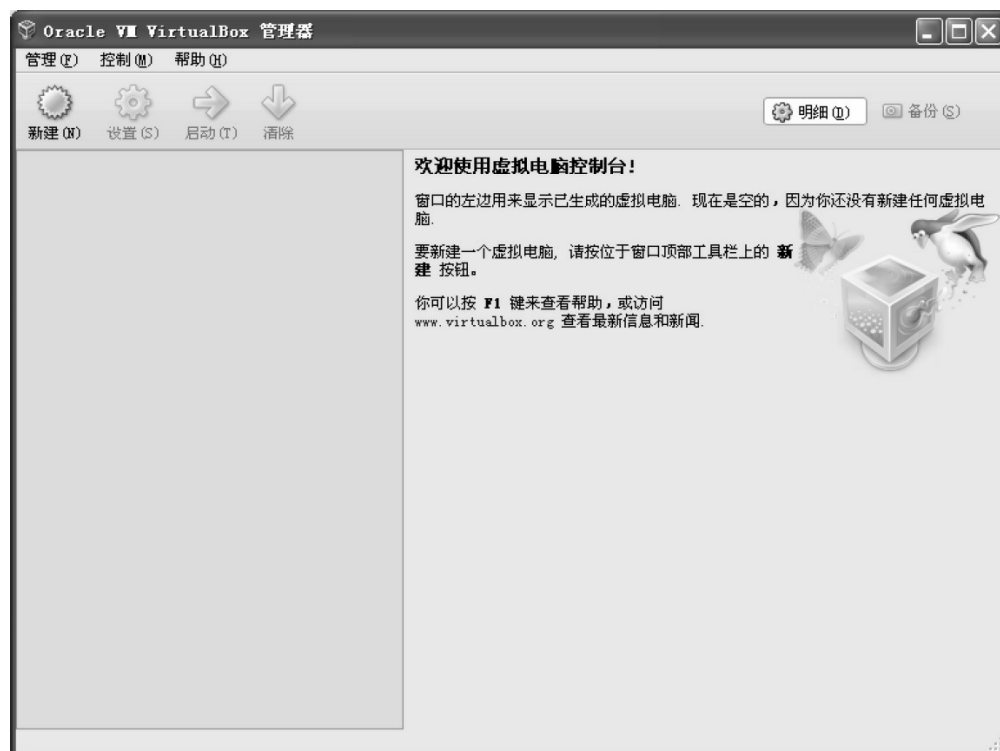 Oracle VM VirtualBox 管理器
管理(F) 控制(M) 帮助(H)
新建(N) 设置(S) 启动(T) 清除
明细(D) 备份(S)
欢迎使用虚拟电脑控制台!
窗口的左边用来显示已生成的虚拟电脑. 现在是空的，因为你还没有新建任何虚拟电
脑.
要新建一个虚拟电脑, 请按位于窗口顶部工具栏上的 新
建 按钮。
你可以按 F1 键来查看帮助，或访问
www.virtualbox.org 查看最新信息和新闻.